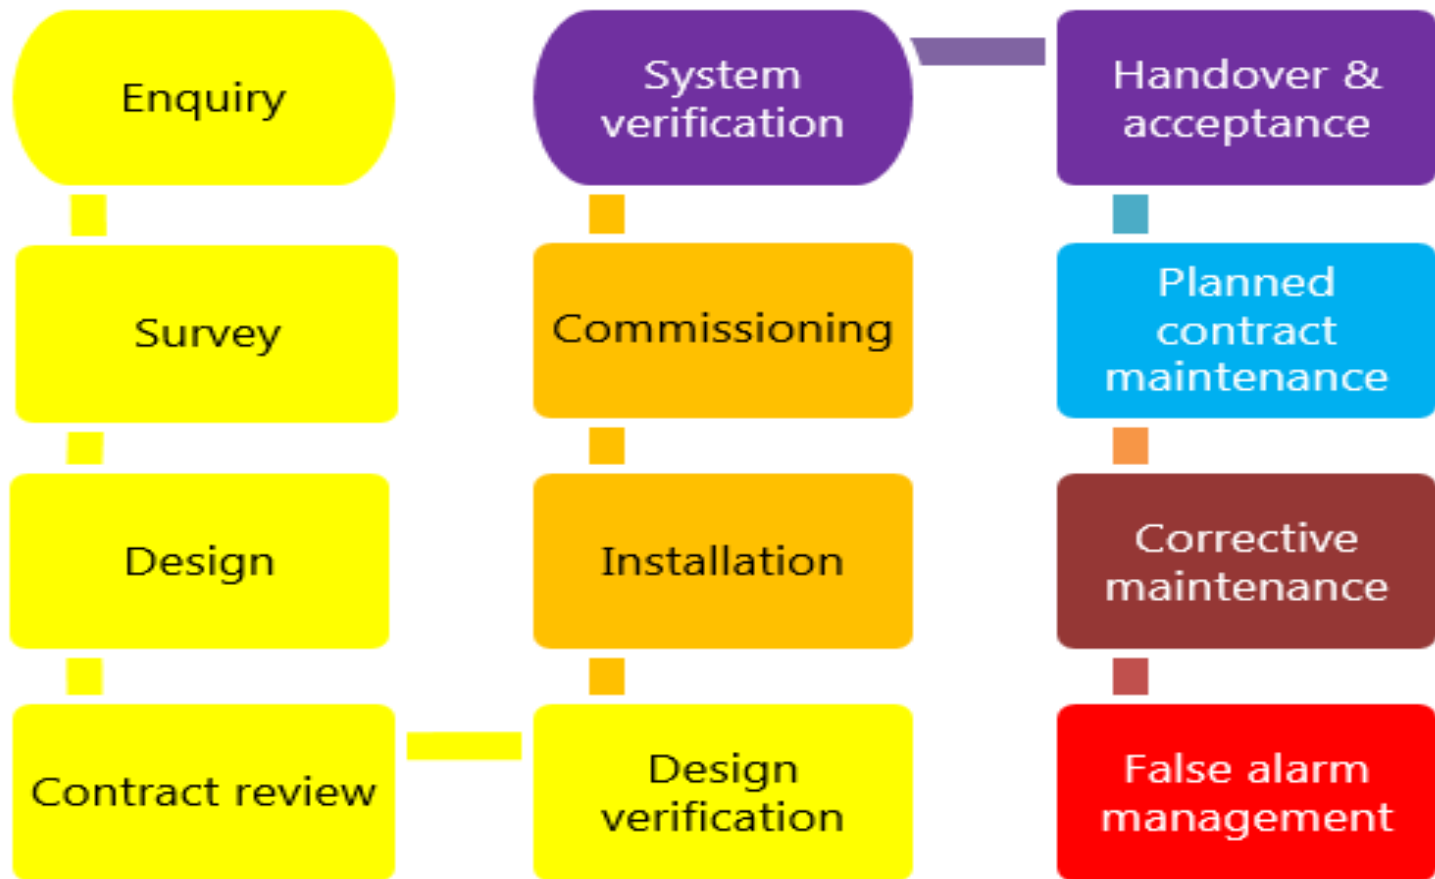 Enquiry
Survey
Design
Contract review
Design
verification
Installation
Commissioning
System
verification
Handover &
acceptance
Planned
contract
maintenance
Corrective
maintenance
False alarm
management